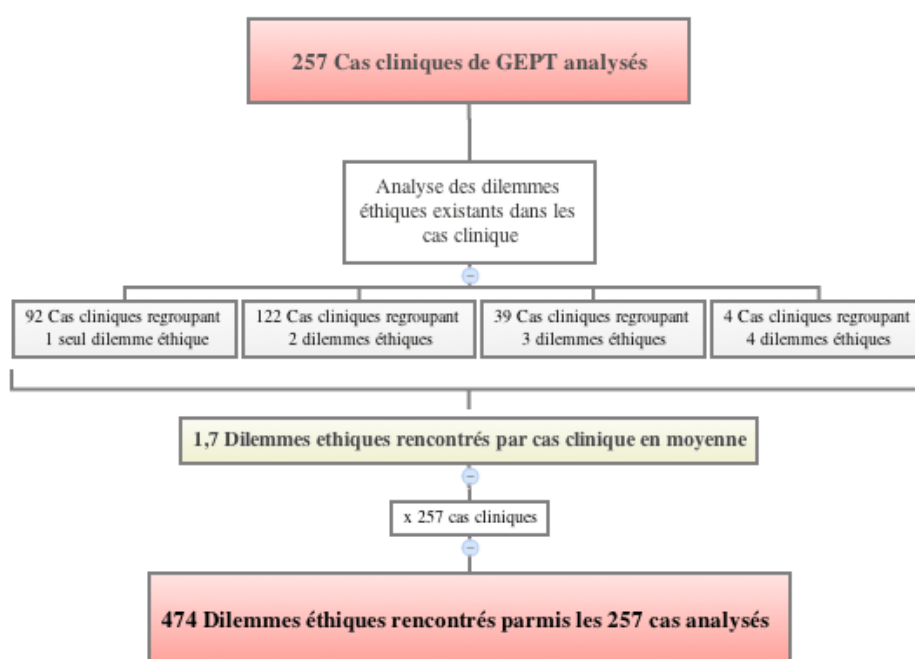 257 Cas cliniques de GEPT analysés
Analyse des dilemmes
éthiques existants dans les
cas clinique
92 Cas cliniques regroupant
1 seul dilemme éthique
122 Cas cliniques regroupant
2 dilemmes éthiques
39 Cas cliniques regroupant
3 dilemmes éthiques
4 Cas cliniques regroupant
4 dilemmes éthiques
1,7 Dilemmes ethiques rencontrés par cas clinique en moyenne
x 257 cas cliniques
474 Dilemmes éthiques rencontrés parmis les 257 cas analysés